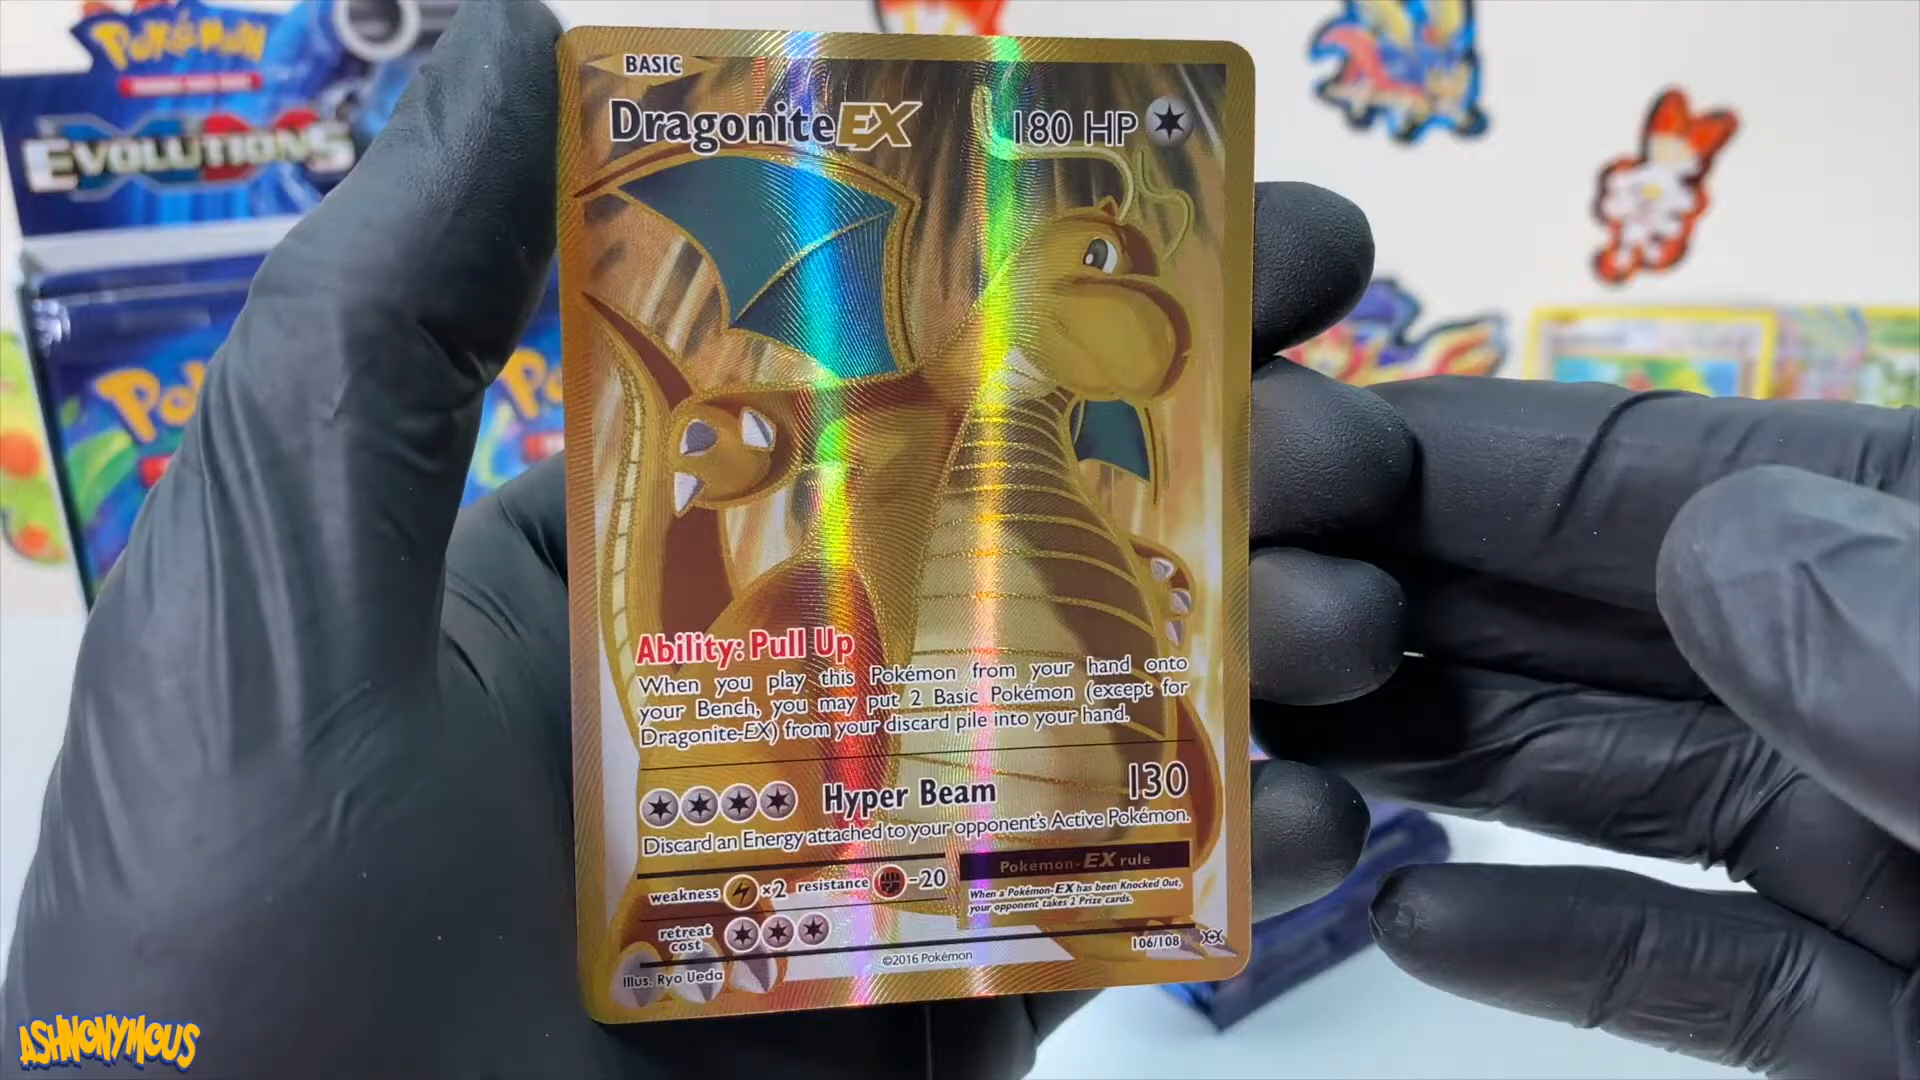 Pokémon
EVOLUTIONS
BASIC
Dragonite EX 180 HP
Ability: Pull Up
When you play this Pokémon from your hand onto
your Bench, you may put 2 Basic Pokémon (except for
Dragonite-EX) from your discard pile into your hand.
Hyper Beam 130
Discard an Energy attached to your opponent's Active Pokémon.
weakness ×2 resistance -20
Pokémon-EX rule
When a Pokémon-EX has been Knocked Out,
your opponent takes 2 Prize cards.
retreat
cost
106/108
©2016 Pokémon
Illus. Ryo Ueda
ASHNONYMOUS